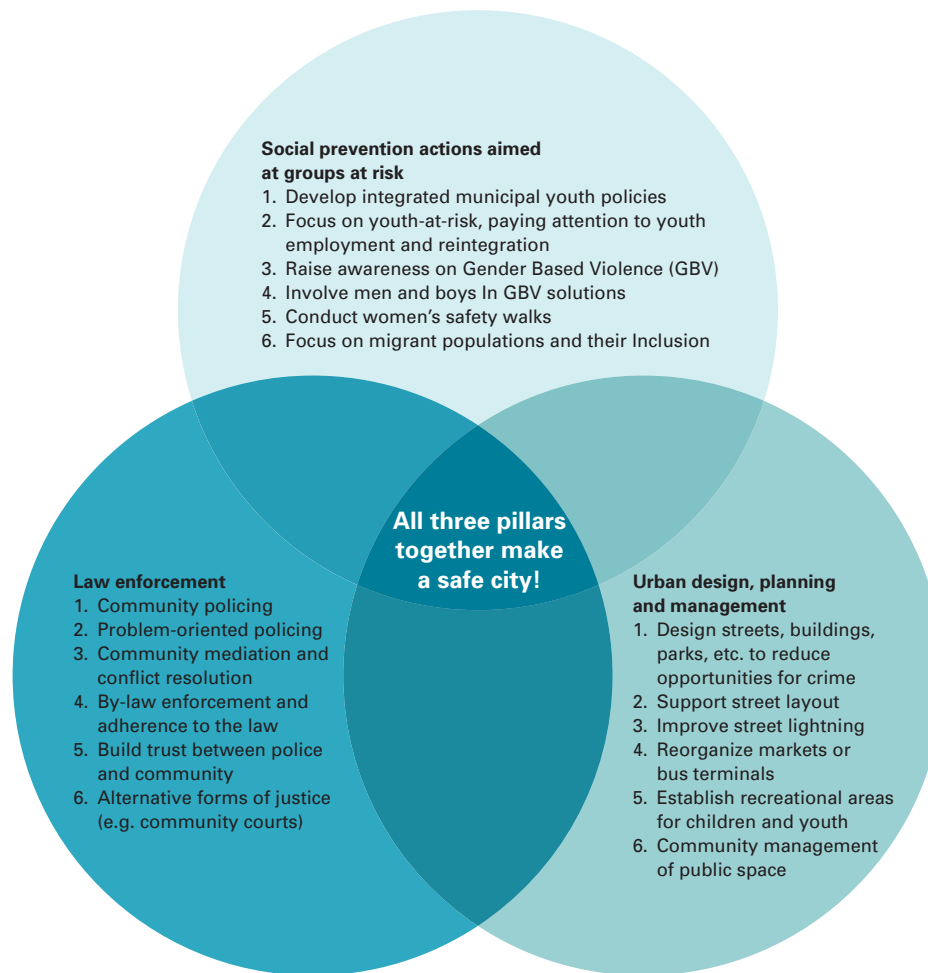 Social prevention actions aimed
at groups at risk
1. Develop integrated municipal youth policies
2. Focus on youth-at-risk, paying attention to youth
employment and reintegration
3. Raise awareness on Gender Based Violence (GBV)
4. Involve men and boys In GBV solutions
5. Conduct women’s safety walks
6. Focus on migrant populations and their Inclusion
All three pillars
together make
a safe city!
Law enforcement
1. Community policing
2. Problem-oriented policing
3. Community mediation and
conflict resolution
4. By-law enforcement and
adherence to the law
5. Build trust between police
and community
6. Alternative forms of justice
(e.g. community courts)
Urban design, planning
and management
1. Design streets, buildings,
parks, etc. to reduce
opportunities for crime
2. Support street layout
3. Improve street lightning
4. Reorganize markets or
bus terminals
5. Establish recreational areas
for children and youth
6. Community management
of public space